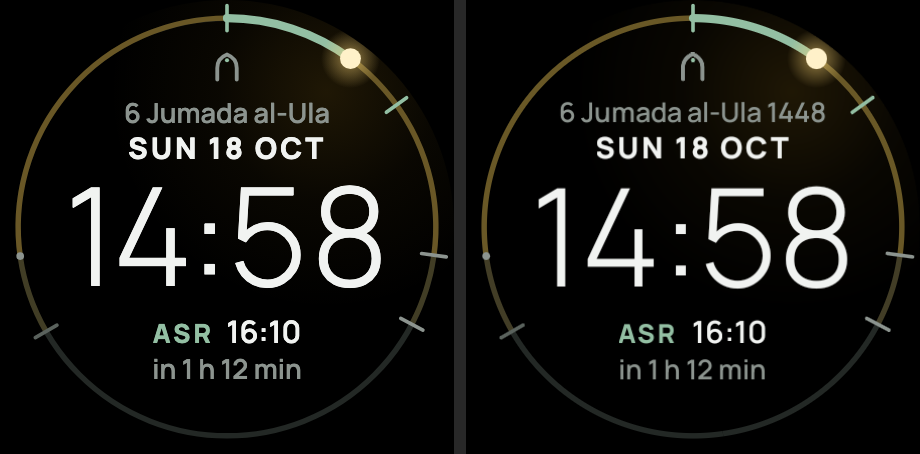 6 Jumada al-Ula
SUN 18 OCT
14:58
ASR 16:10
in 1 h 12 min
6 Jumada al-Ula 1448
SUN 18 OCT
14:58
ASR 16:10
in 1 h 12 min